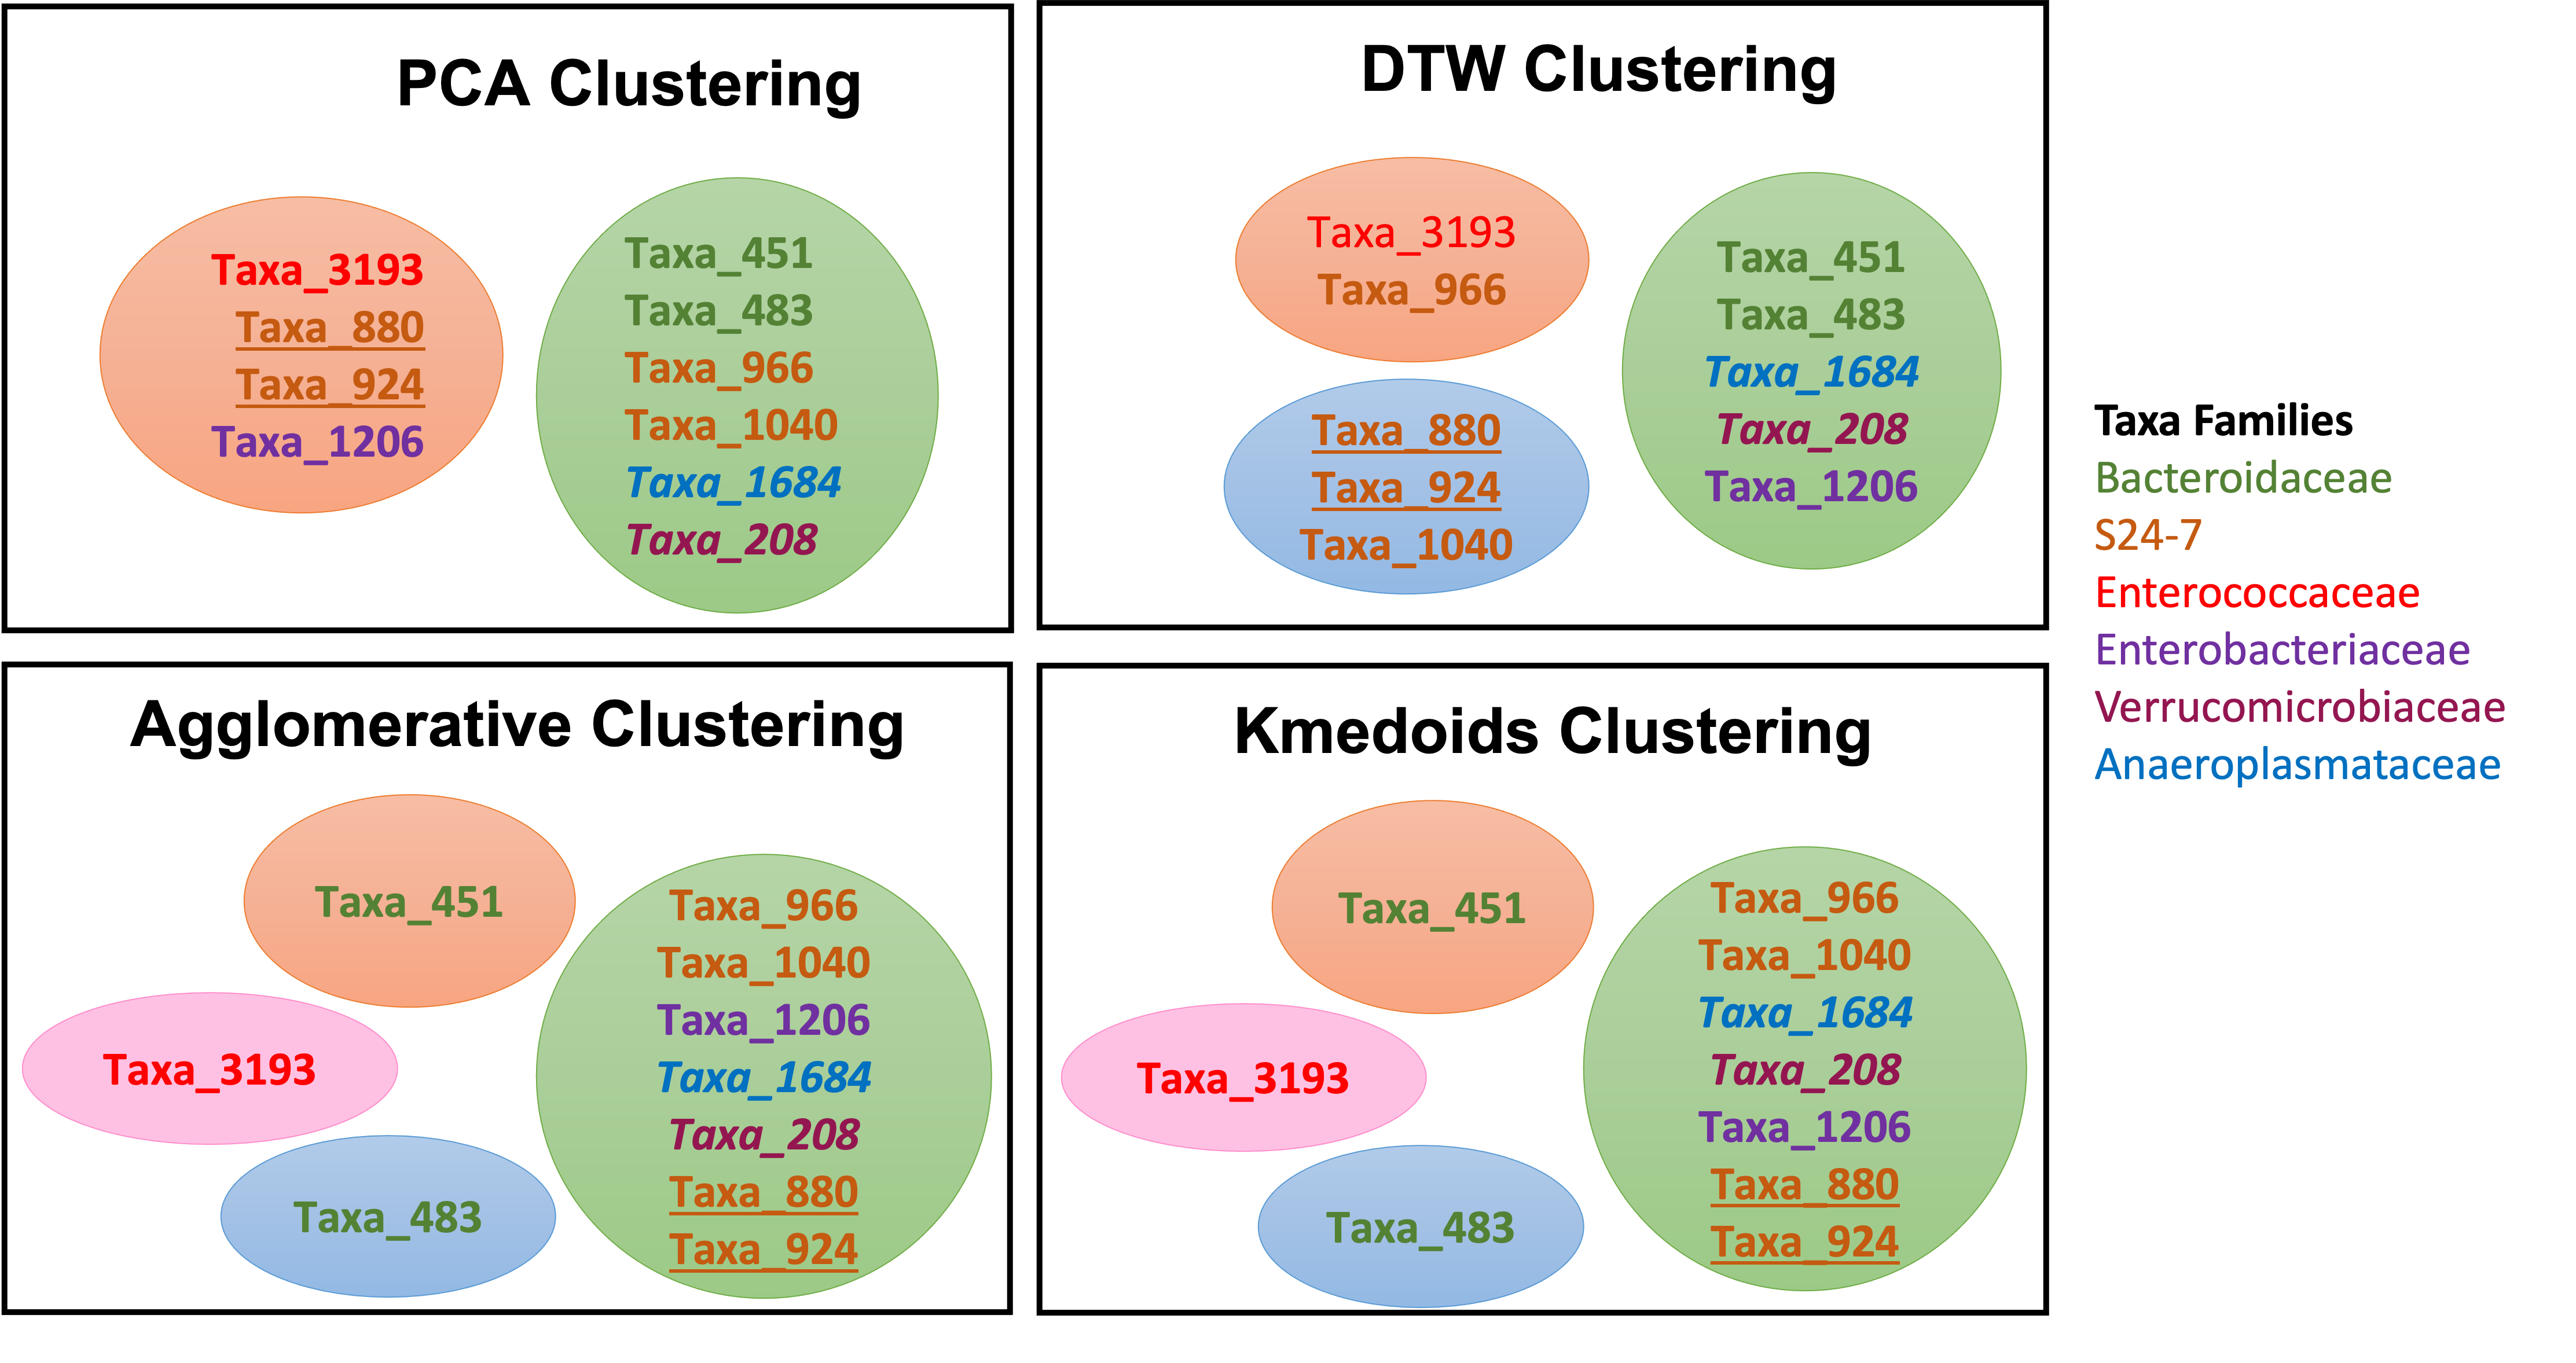 PCA Clustering
Taxa_3193
Taxa_880
Taxa_924
Taxa_1206
Taxa_451
Taxa_483
Taxa_966
Taxa_1040
Taxa_1684
Taxa_208
DTW Clustering
Taxa_3193
Taxa_966
Taxa_880
Taxa_924
Taxa_1040
Taxa_451
Taxa_483
Taxa_1684
Taxa_208
Taxa_1206
Agglomerative Clustering
Taxa_451
Taxa_3193
Taxa_483
Taxa_966
Taxa_1040
Taxa_1206
Taxa_1684
Taxa_208
Taxa_880
Taxa_924
Kmedoids Clustering
Taxa_451
Taxa_3193
Taxa_483
Taxa_966
Taxa_1040
Taxa_1684
Taxa_208
Taxa_1206
Taxa_880
Taxa_924
Taxa Families
Bacteroidaceae
S24-7
Enterococcaceae
Enterobacteriaceae
Verrucomicrobiaceae
Anaeroplasmataceae